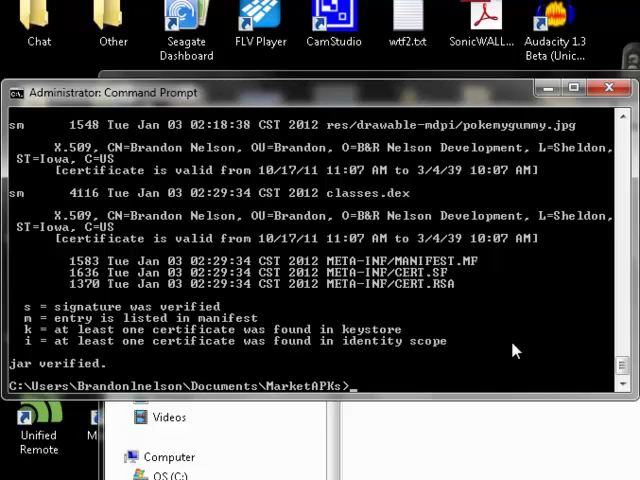 Chat
Other
Seagate
Dashboard
FLV Player
CamStudio
wtf2.txt
SonicWALL...
Audacity 1.3
Beta (Unic...
Administrator: Command Prompt
sm 1548 Tue Jan 03 02:18:38 CST 2012 res/drawable-mdpi/pokemygummy.jpg
X.509, CN=Brandon Nelson, OU=Brandon Nelson, O=B&R Nelson Development, L=Sheldon,
ST=Iowa, C=US
[certificate is valid from 10/17/11 11:07 AM to 3/4/39 10:07 AM]
sm 4116 Tue Jan 03 02:29:34 CST 2012 classes.dex
X.509, CN=Brandon Nelson, OU=Brandon Nelson, O=B&R Nelson Development, L=Sheldon,
ST=Iowa, C=US
[certificate is valid from 10/17/11 11:07 AM to 3/4/39 10:07 AM]
1583 Tue Jan 03 02:29:34 CST 2012 META-INF/MANIFEST.MF
1636 Tue Jan 03 02:29:34 CST 2012 META-INF/CERT.SF
1370 Tue Jan 03 02:29:34 CST 2012 META-INF/CERT.RSA
s = signature was verified
m = entry is listed in manifest
k = at least one certificate was found in keystore
i = at least one certificate was found in identity scope
jar verified.
C:\Users\Brandonlnelson\Documents\MarketAPKs>_
Unified
Remote
M
Videos
Computer
OS (C:)